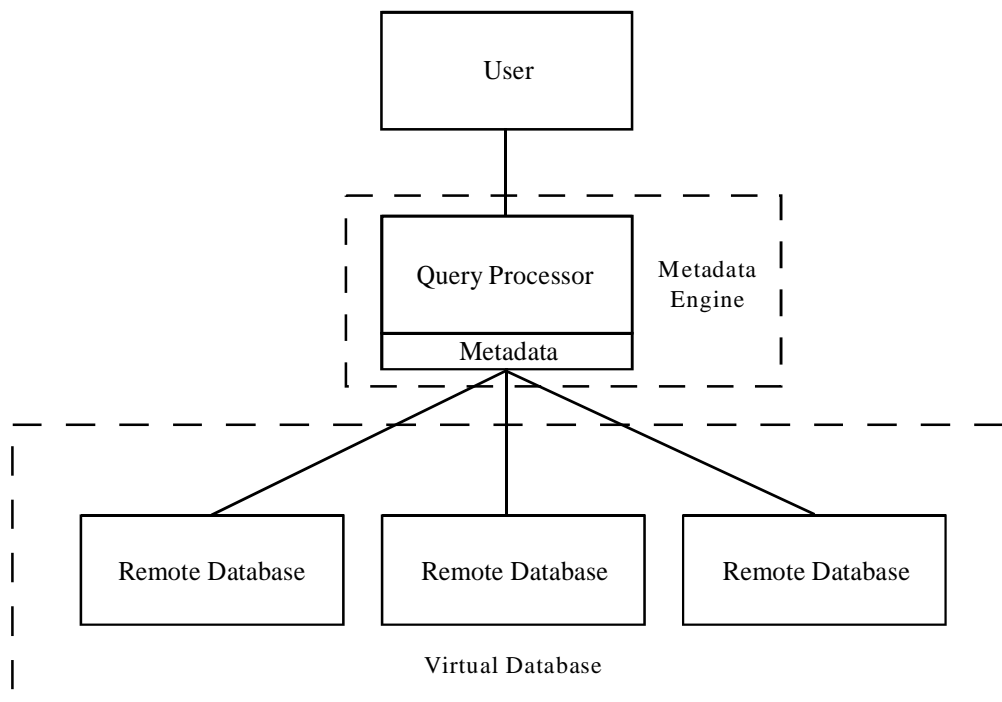 User
Query Processor
Metadata
Engine
Metadata
Remote Database
Remote Database
Remote Database
Virtual Database